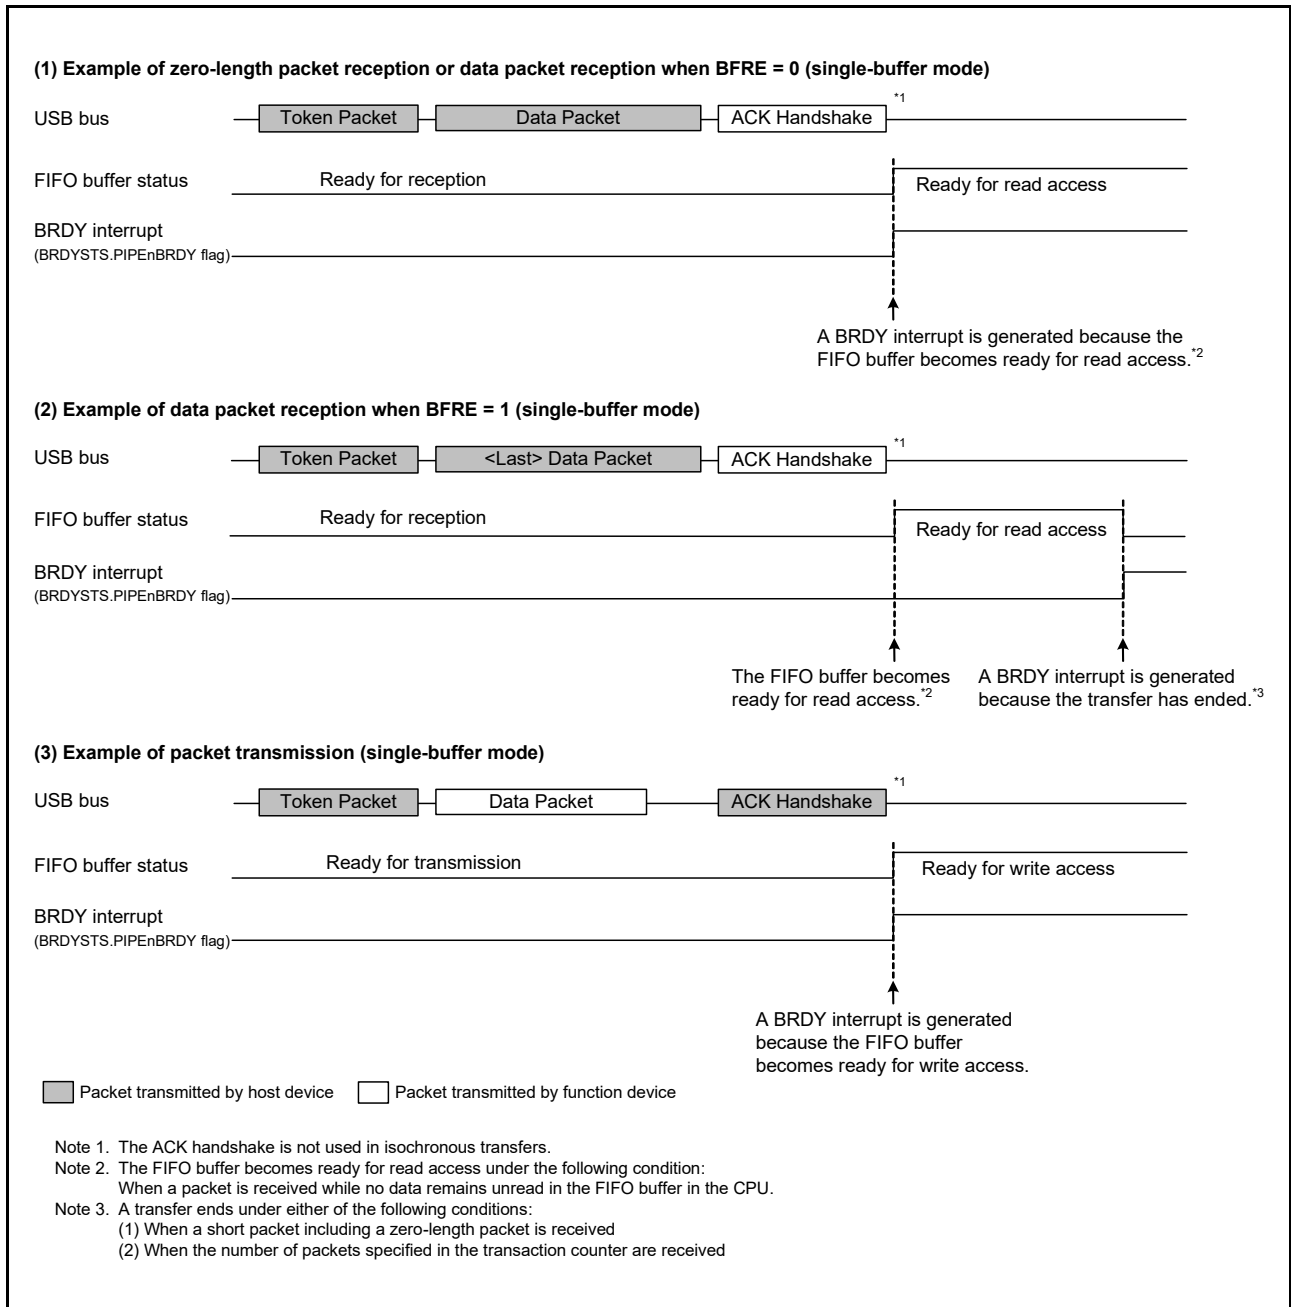 (1) Example of zero-length packet reception or data packet reception when BFRE = 0 (single-buffer mode)
USB bus
Token Packet
Data Packet
ACK Handshake
*1
FIFO buffer status
Ready for reception
Ready for read access
BRDY interrupt
(BRDYSTS.PIPEnBRDY flag)
A BRDY interrupt is generated because the
FIFO buffer becomes ready for read access.*2
(2) Example of data packet reception when BFRE = 1 (single-buffer mode)
USB bus
Token Packet
<Last> Data Packet
ACK Handshake
*1
FIFO buffer status
Ready for reception
Ready for read access
BRDY interrupt
(BRDYSTS.PIPEnBRDY flag)
The FIFO buffer becomes
ready for read access.*2
A BRDY interrupt is generated
because the transfer has ended.*3
(3) Example of packet transmission (single-buffer mode)
USB bus
Token Packet
Data Packet
ACK Handshake
*1
FIFO buffer status
Ready for transmission
Ready for write access
BRDY interrupt
(BRDYSTS.PIPEnBRDY flag)
A BRDY interrupt is generated
because the FIFO buffer
becomes ready for write access.
Packet transmitted by host device
Packet transmitted by function device
Note 1. The ACK handshake is not used in isochronous transfers.
Note 2. The FIFO buffer becomes ready for read access under the following condition:
When a packet is received while no data remains unread in the FIFO buffer in the CPU.
Note 3. A transfer ends under either of the following conditions:
(1) When a short packet including a zero-length packet is received
(2) When the number of packets specified in the transaction counter are received